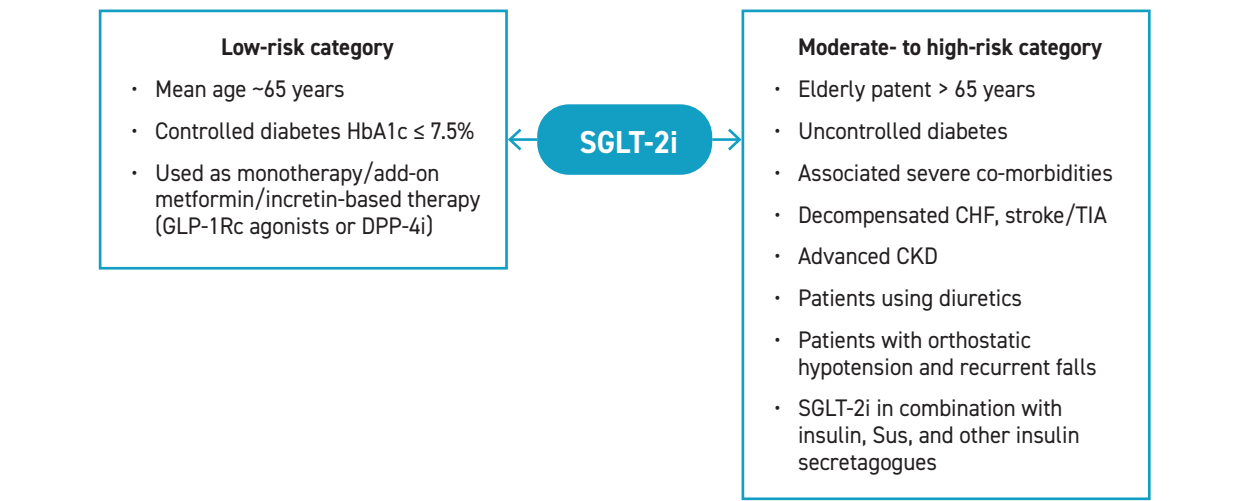 Low-risk category
• Mean age ~65 years
• Controlled diabetes HbA1c ≤ 7.5%
• Used as monotherapy/add-on
metformin/incretin-based therapy
(GLP-1Rc agonists or DPP-4i)
SGLT-2i
Moderate- to high-risk category
• Elderly patent > 65 years
• Uncontrolled diabetes
• Associated severe co-morbidities
• Decompensated CHF, stroke/TIA
• Advanced CKD
• Patients using diuretics
• Patients with orthostatic
hypotension and recurrent falls
• SGLT-2i in combination with
insulin, Sus, and other insulin
secretagogues